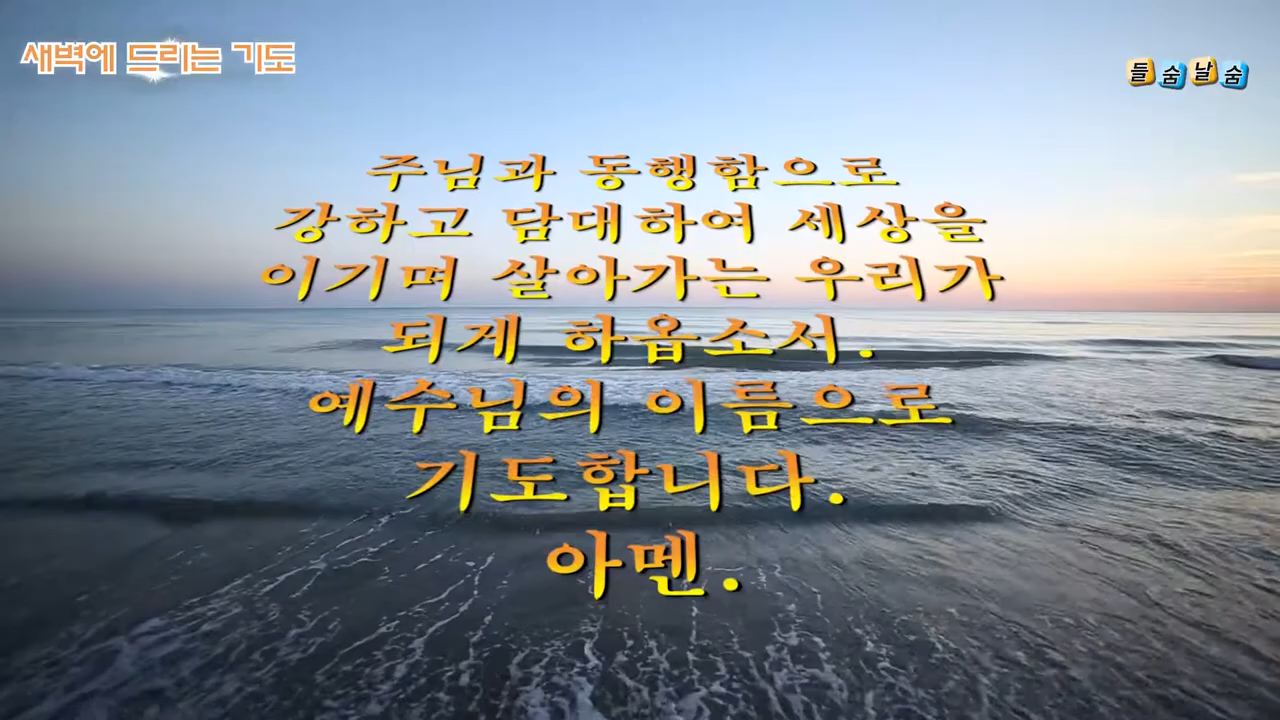 새벽에 드리는 기도
들숨날숨
주님과 동행함으로
강하고 담대하여 세상을
이기며 살아가는 우리가
되게 하옵소서.
예수님의 이름으로
기도합니다.
아멘.